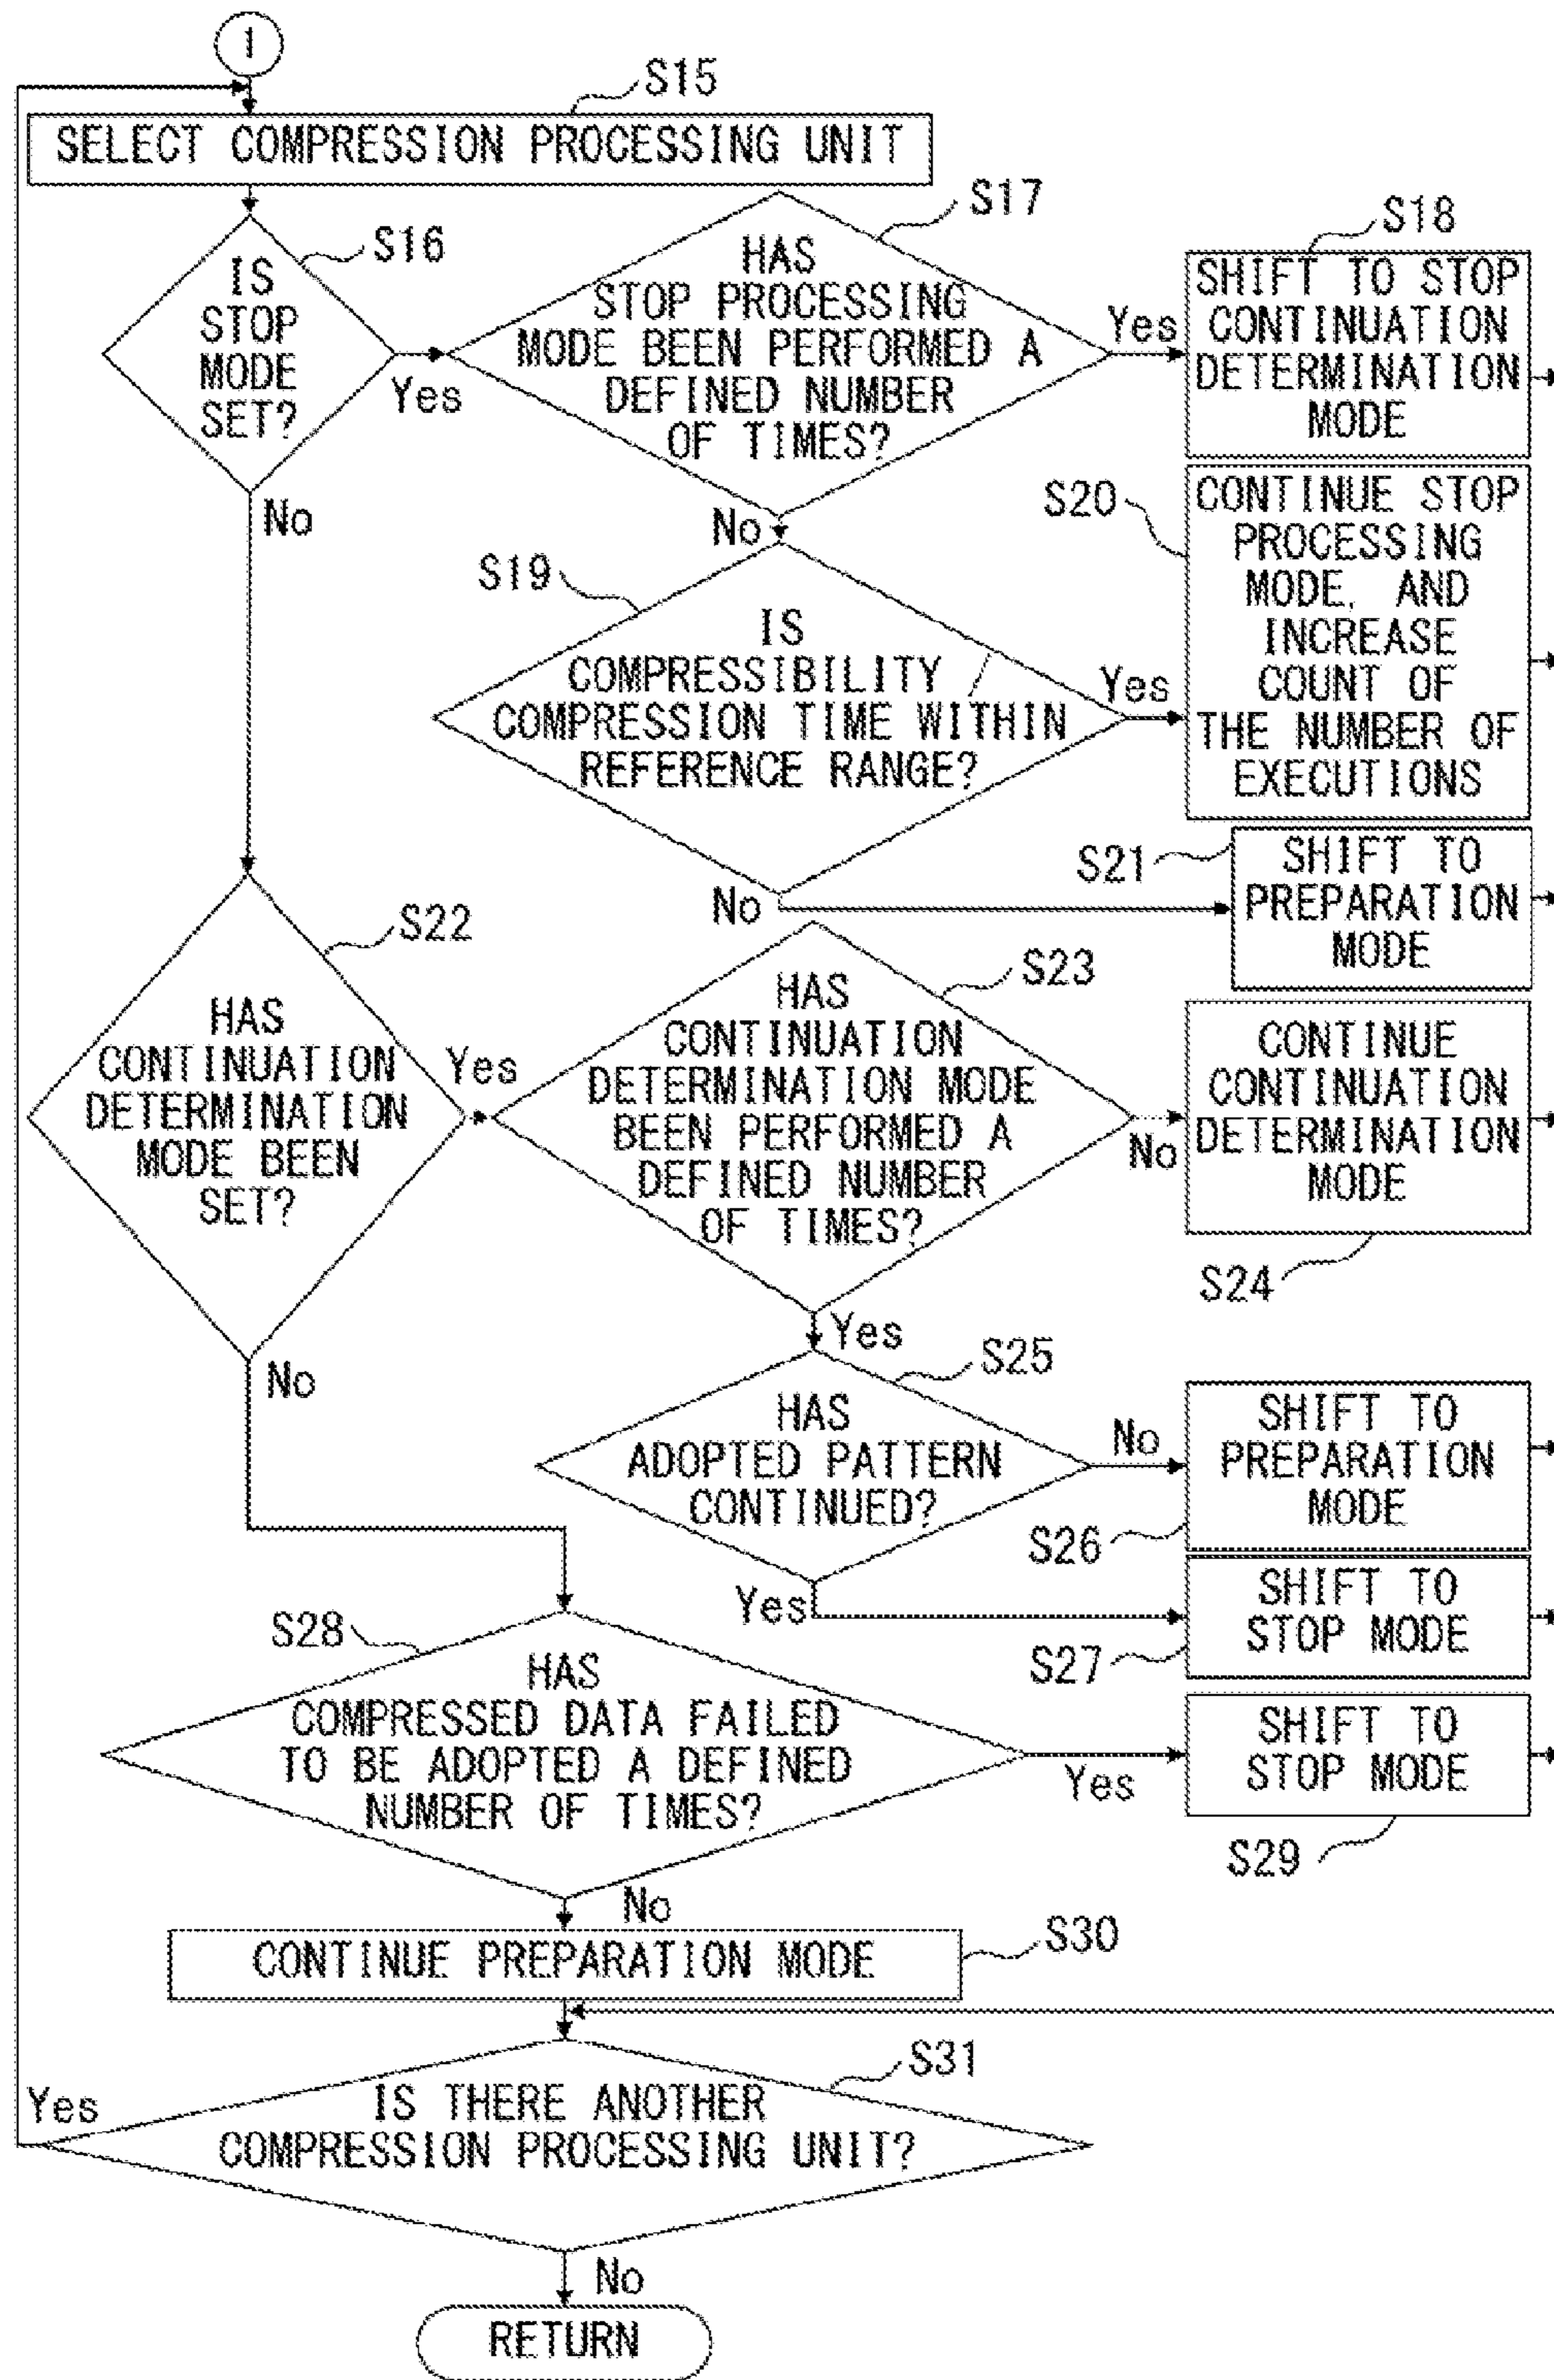 1
S15
SELECT COMPRESSION PROCESSING UNIT
S16
IS
STOP
MODE
SET?
Yes
No
S17
HAS
STOP PROCESSING
MODE BEEN PERFORMED A
DEFINED NUMBER
OF TIMES?
Yes
No
S18
SHIFT TO STOP
CONTINUATION
DETERMINATION
MODE
S19
IS
COMPRESSIBILITY/
COMPRESSION TIME WITHIN
REFERENCE RANGE?
Yes
No
S20
CONTINUE STOP
PROCESSING
MODE, AND
INCREASE
COUNT OF
THE NUMBER OF
EXECUTIONS
S21
SHIFT TO
PREPARATION
MODE
S22
HAS
CONTINUATION
DETERMINATION
MODE BEEN
SET?
Yes
No
S23
HAS
CONTINUATION
DETERMINATION MODE
BEEN PERFORMED A
DEFINED NUMBER
OF TIMES?
No
Yes
CONTINUE
CONTINUATION
DETERMINATION
MODE
S24
S25
HAS
ADOPTED PATTERN
CONTINUED?
No
Yes
SHIFT TO
PREPARATION
MODE
S26
SHIFT TO
STOP MODE
S27
S28
HAS
COMPRESSED DATA FAILED
TO BE ADOPTED A DEFINED
NUMBER OF TIMES?
Yes
No
SHIFT TO
STOP MODE
S29
CONTINUE PREPARATION MODE
S30
S31
IS THERE ANOTHER
COMPRESSION PROCESSING UNIT?
Yes
No
RETURN